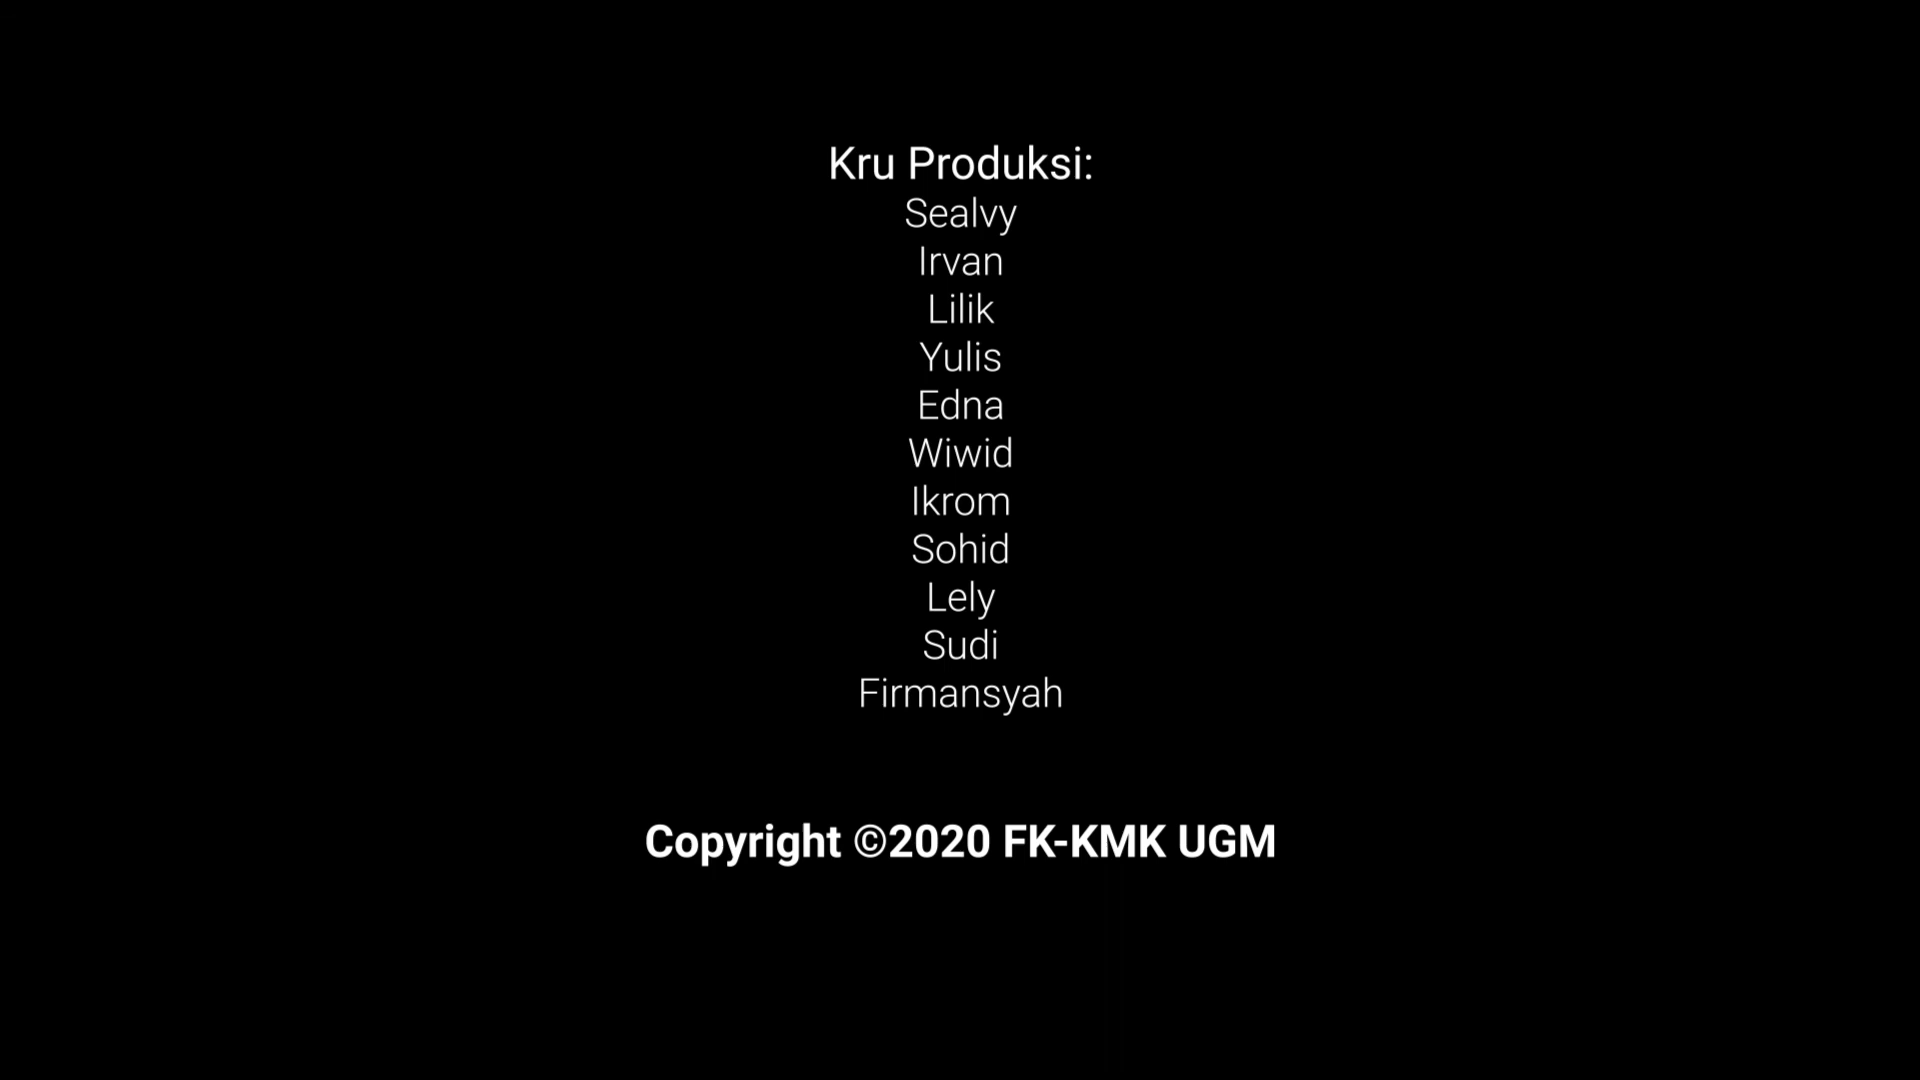 Kru Produksi:
Sealvy
Irvan
Lilik
Yulis
Edna
Wiwid
Ikrom
Sohid
Lely
Sudi
Firmansyah
Copyright ©2020 FK-KMK UGM